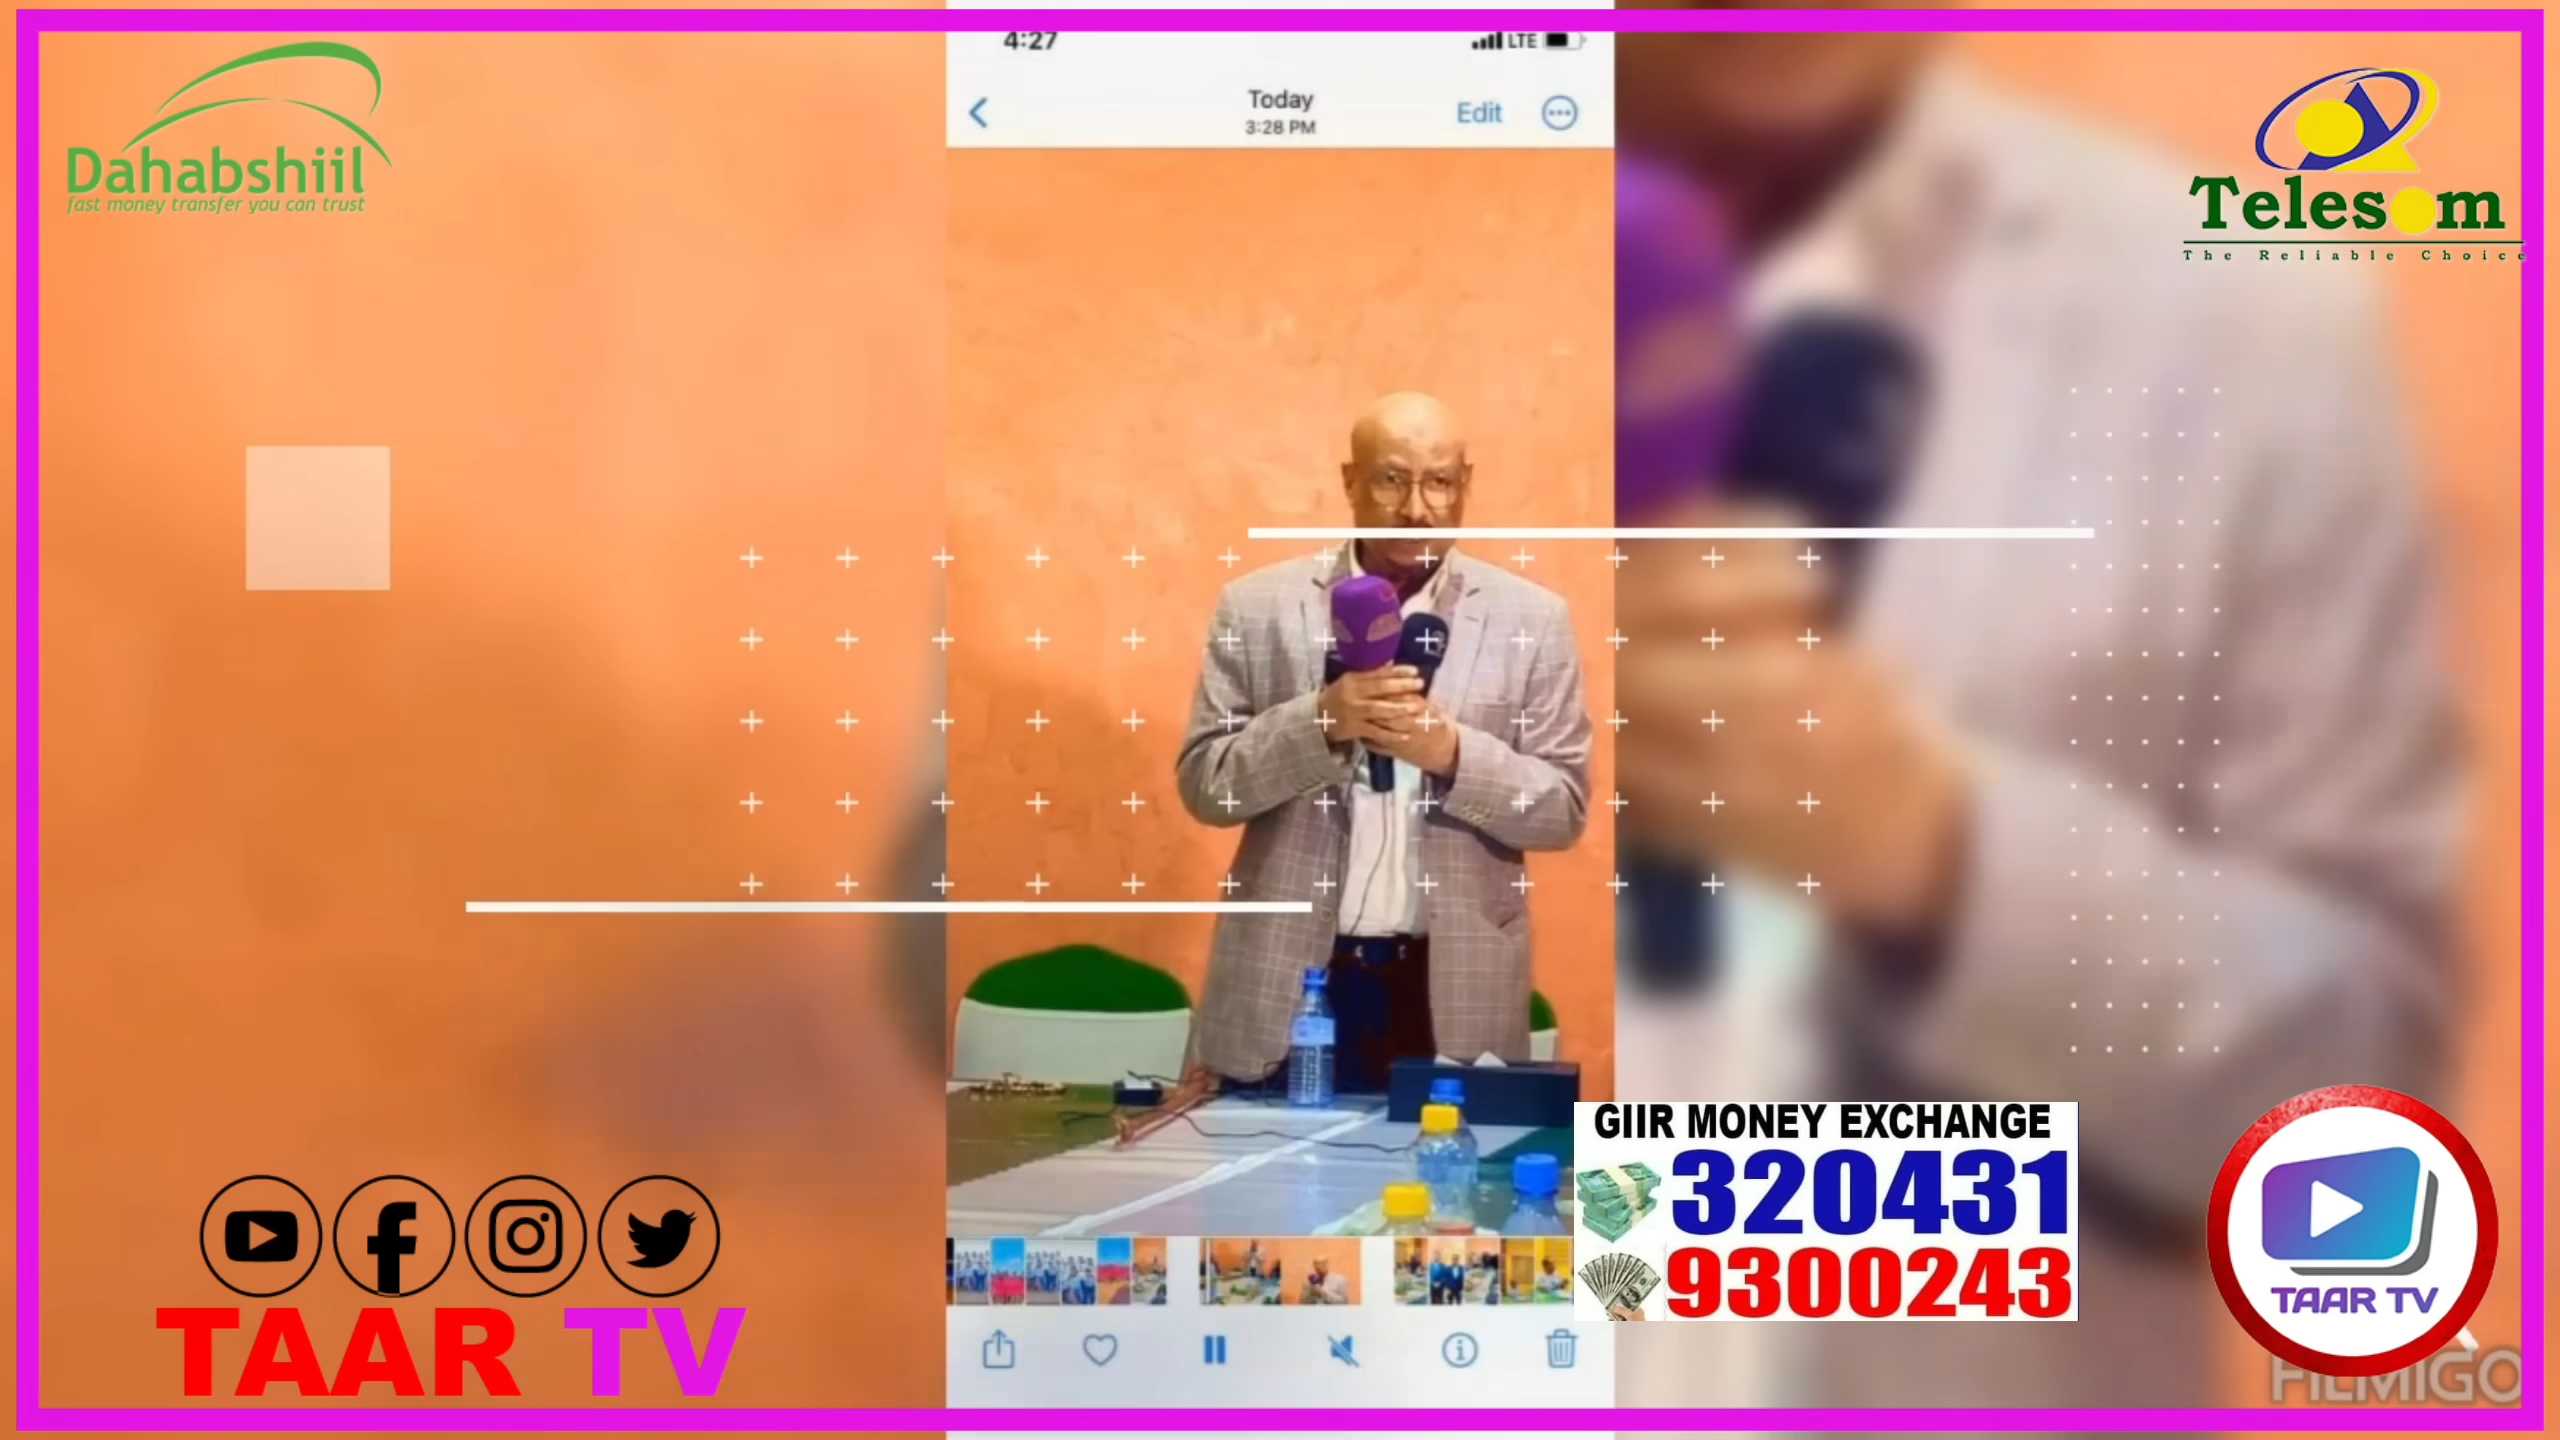 4:27
LTE
Today
3:28 PM
Edit
Dahabshiil
fast money transfer you can trust
Telesom
The Reliable Choice
GIIR MONEY EXCHANGE
320431
9300243
TAAR TV
TAAR TV
FILMIGO